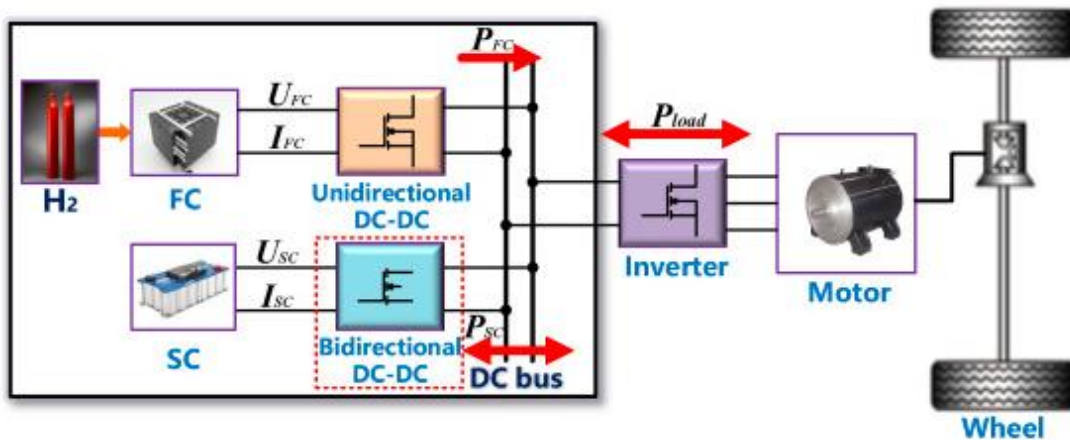 P_FC
U_FC
I_FC
P_load
H2
FC
Unidirectional
DC-DC
U_SC
I_SC
Inverter
Motor
P_SC
SC
Bidirectional
DC-DC
DC bus
Wheel